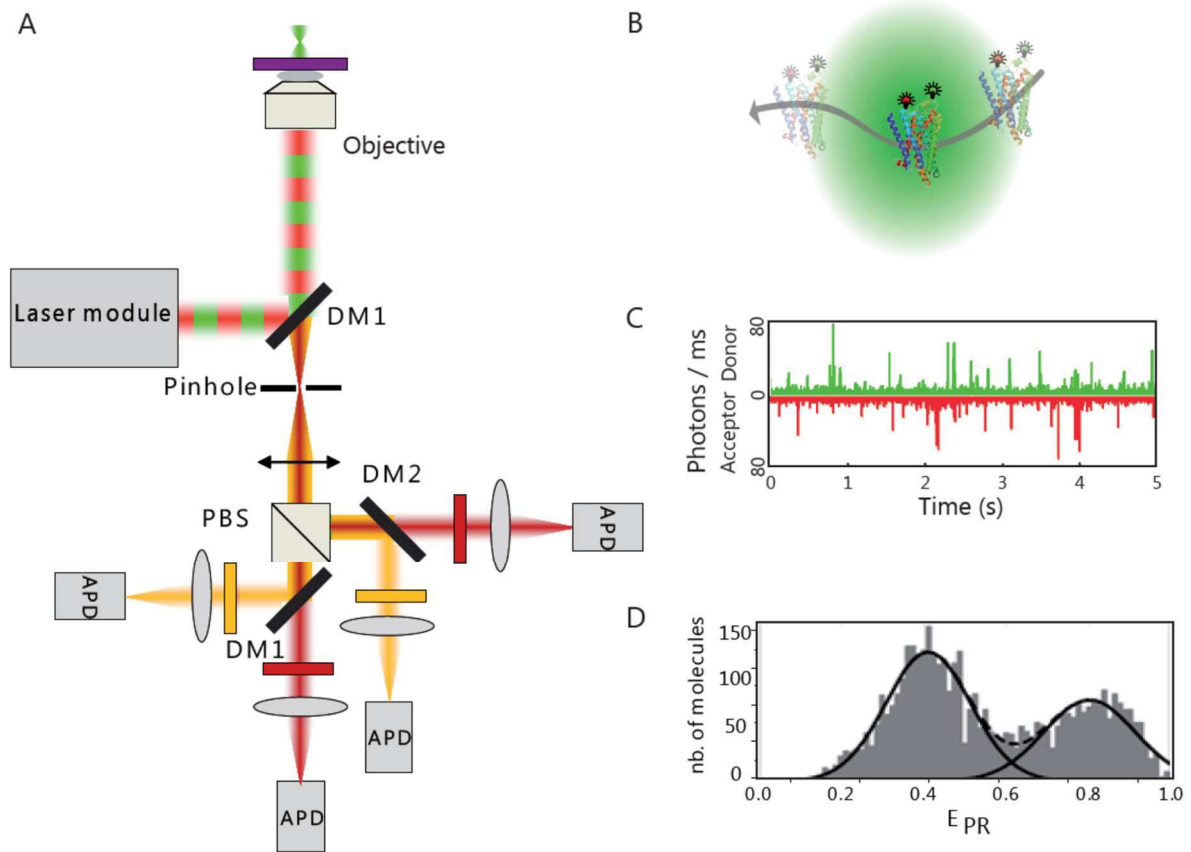 A
Objective
Laser module
DM1
Pinhole
DM2
PBS
APD
APD
DM1
APD
APD
B
C
Photons / ms
Acceptor Donor
80
0
80
0 1 2 3 4 5
Time (s)
D
nb. of molecules
150
100
50
0
0.0 0.2 0.4 0.6 0.8 1.0
E PR